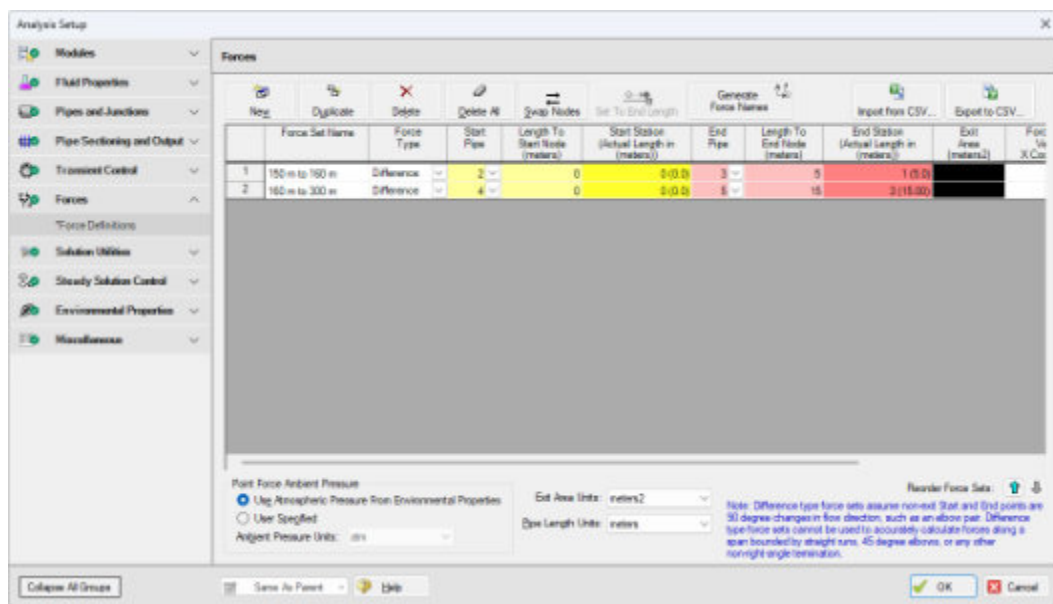 Analysis Setup
Modules
Fluid Properties
Pipes and Junctions
Pipe Sectioning and Output
Transient Control
Forces
*Force Definitions
Solution Utilities
Steady Solution Control
Environmental Properties
Miscellaneous
Forces
New Duplicate Delete Delete All Swap Nodes Set To End Length Generate Force Names Import from CSV... Export to CSV...
Force Set Name Force Type Start Pipe Length To Start Node (meters) Start Station (Actual Length in (meters)) End Pipe Length To End Node (meters) End Station (Actual Length in (meters)) Exit Area (meters2)
1 150 m to 160 m Difference 2 0 0 (0.0) 3 5 1 (5.0)
2 160 m to 300 m Difference 4 0 0 (0.0) 5 15 3 (15.00)
Point Force Ambient Pressure
Use Atmospheric Pressure From Environmental Properties
User Specified
Ambient Pressure Units: atm
Exit Area Units: meters2
Pipe Length Units: meters
Reorder Force Sets:
Note: Difference type force sets assume non-exit Start and End points are
90 degree changes in flow direction, such as an elbow pair. Difference
type force sets cannot be used to accurately calculate forces along a
span bounded by straight runs, 45 degree elbows, or any other
non-right-angle termination.
Collapse All Groups Same As Parent Help OK Cancel